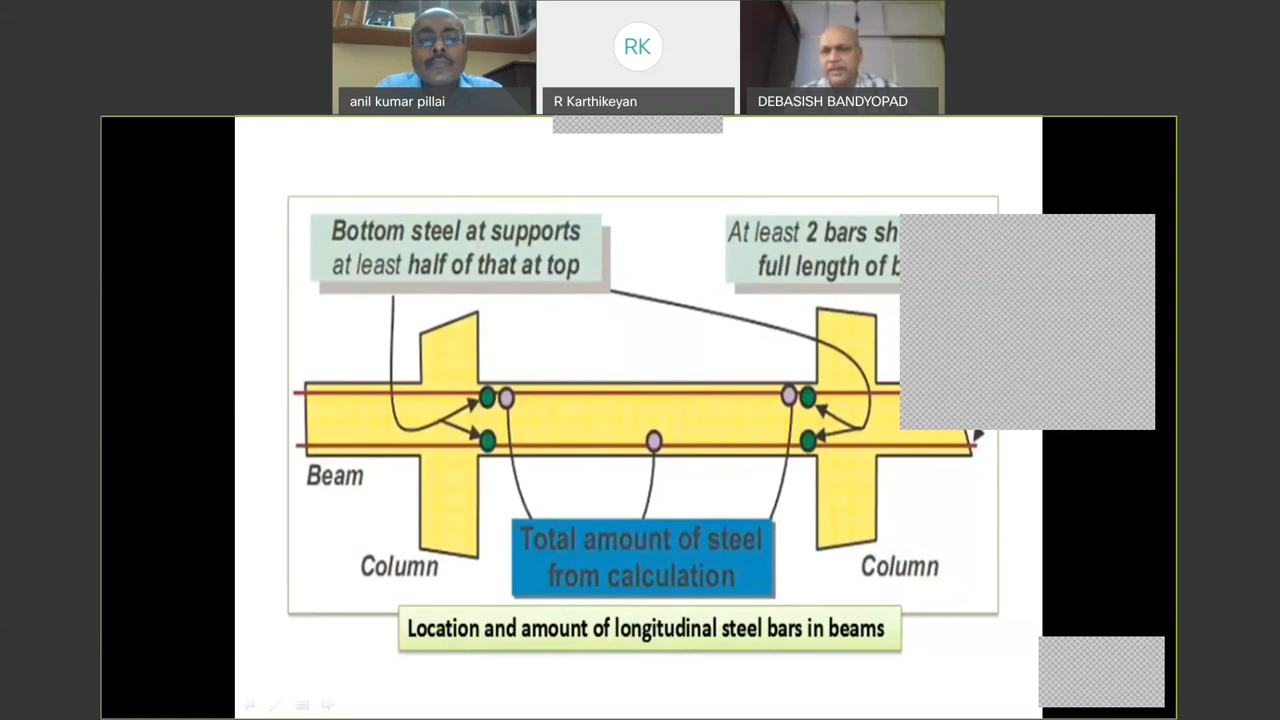 RK
anil kumar pillai
R Karthikeyan
DEBASISH BANDYOPAD
Bottom steel at supports
at least half of that at top
At least 2 bars
full length of
Beam
Column
Column
Total amount of steel
from calculation
Location and amount of longitudinal steel bars in beams